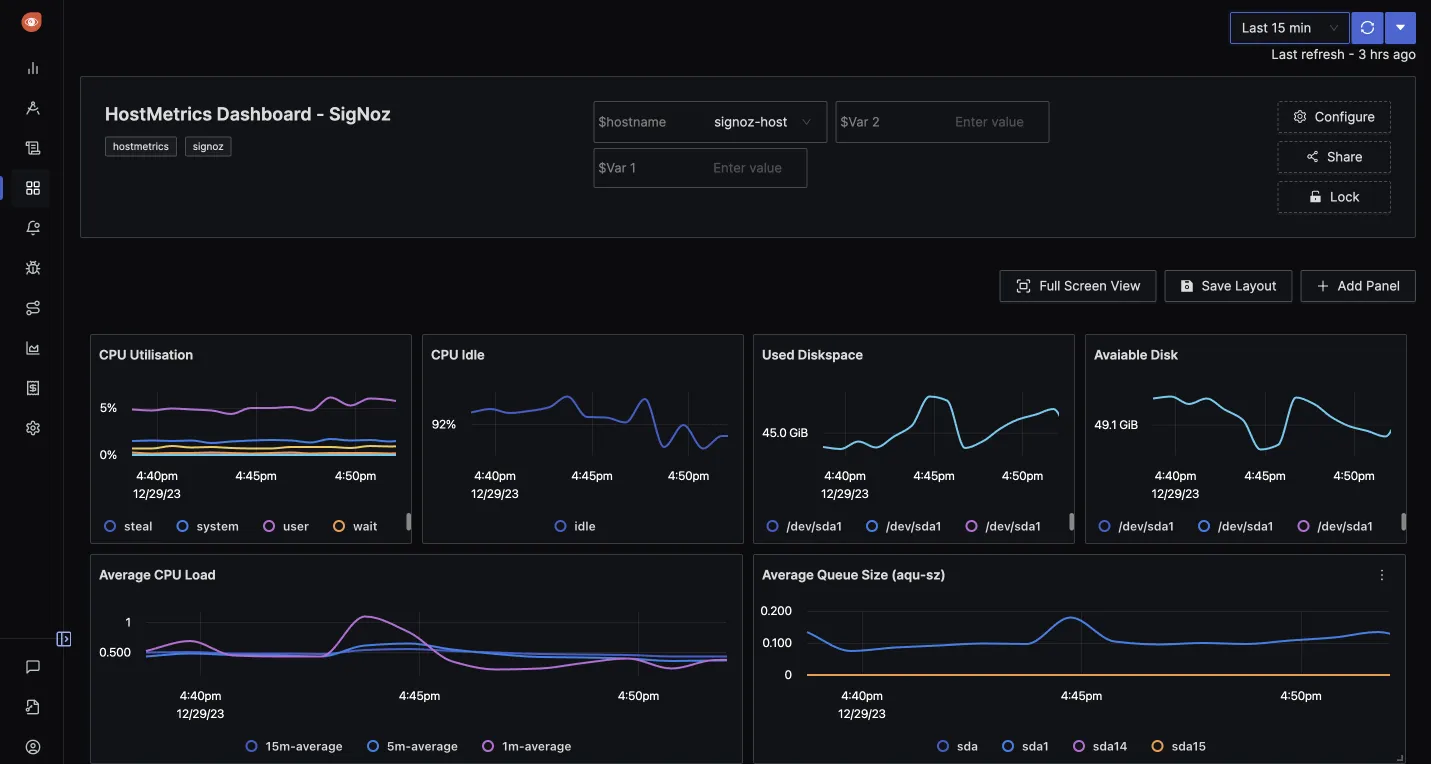 Last 15 min
Last refresh - 3 hrs ago
HostMetrics Dashboard - SigNoz
hostmetrics signoz
$hostname signoz-host
$Var 2 Enter value
$Var 1 Enter value
Configure
Share
Lock
Full Screen View Save Layout Add Panel
CPU Utilisation
5%
0%
4:40pm 4:45pm 4:50pm
12/29/23
steal system user wait
CPU Idle
92%
4:40pm 4:45pm 4:50pm
12/29/23
idle
Used Diskspace
45.0 GiB
4:40pm 4:45pm 4:50pm
12/29/23
/dev/sda1 /dev/sda1 /dev/sda1
Avaiable Disk
49.1 GiB
4:40pm 4:45pm 4:50pm
12/29/23
/dev/sda1 /dev/sda1 /dev/sda1
Average CPU Load
1
0.500
4:40pm 4:45pm 4:50pm
12/29/23
15m-average 5m-average 1m-average
Average Queue Size (aqu-sz)
0.200
0.100
0
4:40pm 4:45pm 4:50pm
12/29/23
sda sda1 sda14 sda15